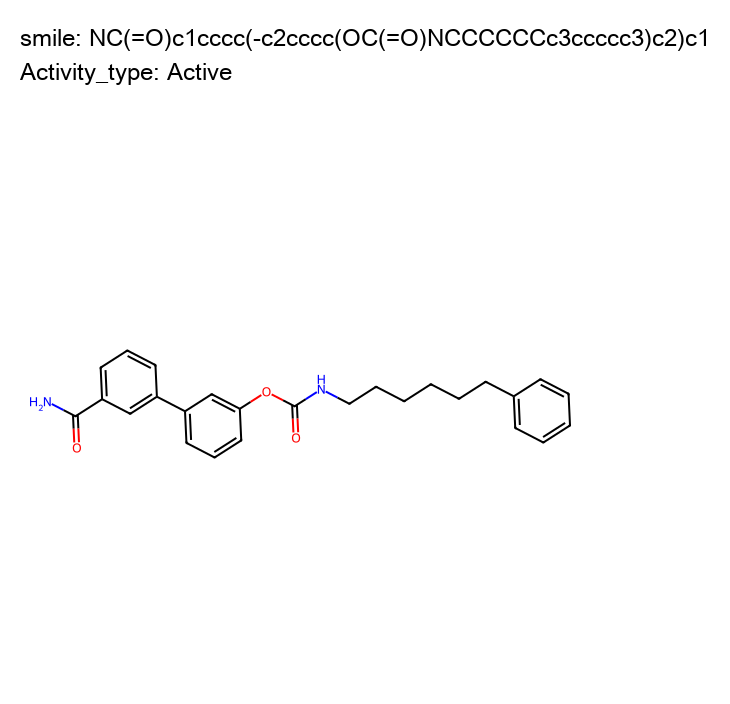 smile: NC(=O)c1cccc(-c2cccc(OC(=O)NCCCCCCc3ccccc3)c2)c1
Activity_type: Active
H
H₂N O N
O O